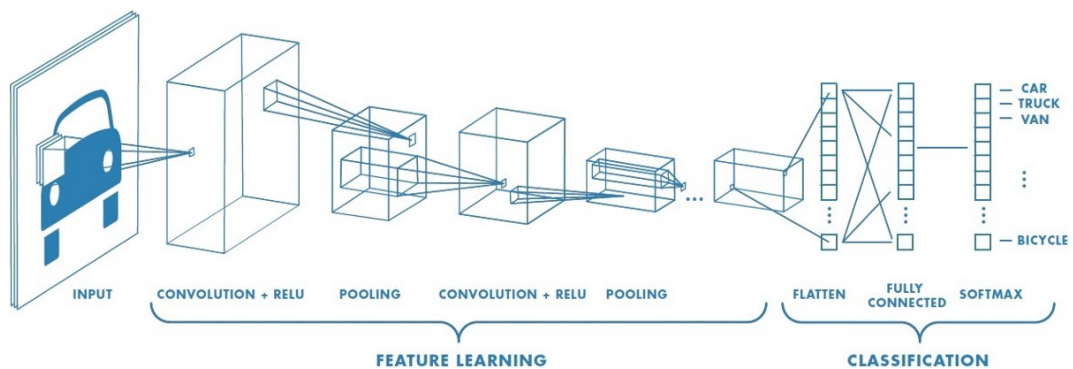 CAR
TRUCK
VAN
BICYCLE
INPUT
CONVOLUTION + RELU
POOLING
CONVOLUTION + RELU
POOLING
FLATTEN
FULLY
CONNECTED
SOFTMAX
FEATURE LEARNING
CLASSIFICATION